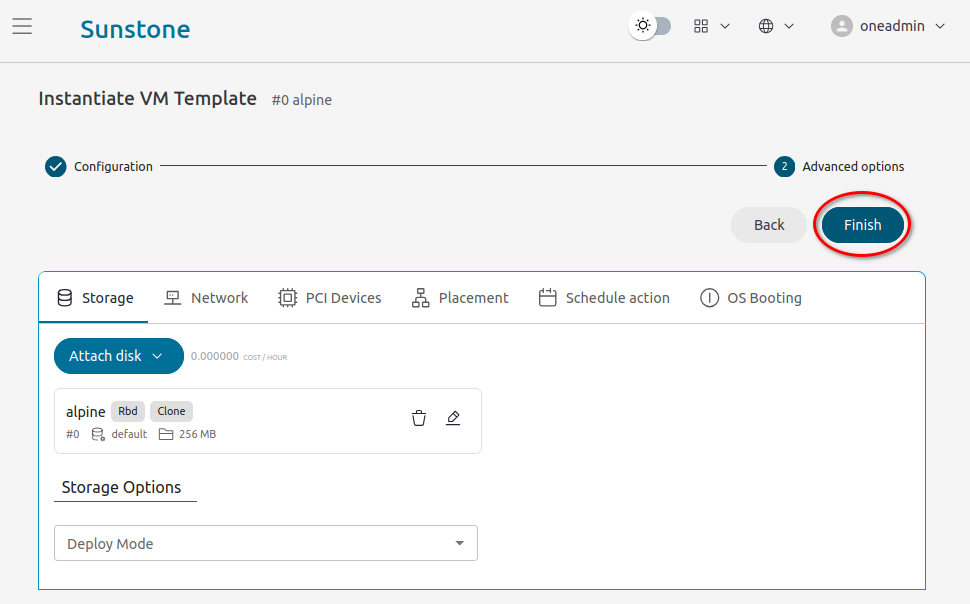 Sunstone
oneadmin
Instantiate VM Template #0 alpine
Configuration
2 Advanced options
Back
Finish
Storage Network PCI Devices Placement Schedule action OS Booting
Attach disk 0.000000 COST / HOUR
alpine Rbd Clone
#0 default 256 MB
Storage Options
Deploy Mode